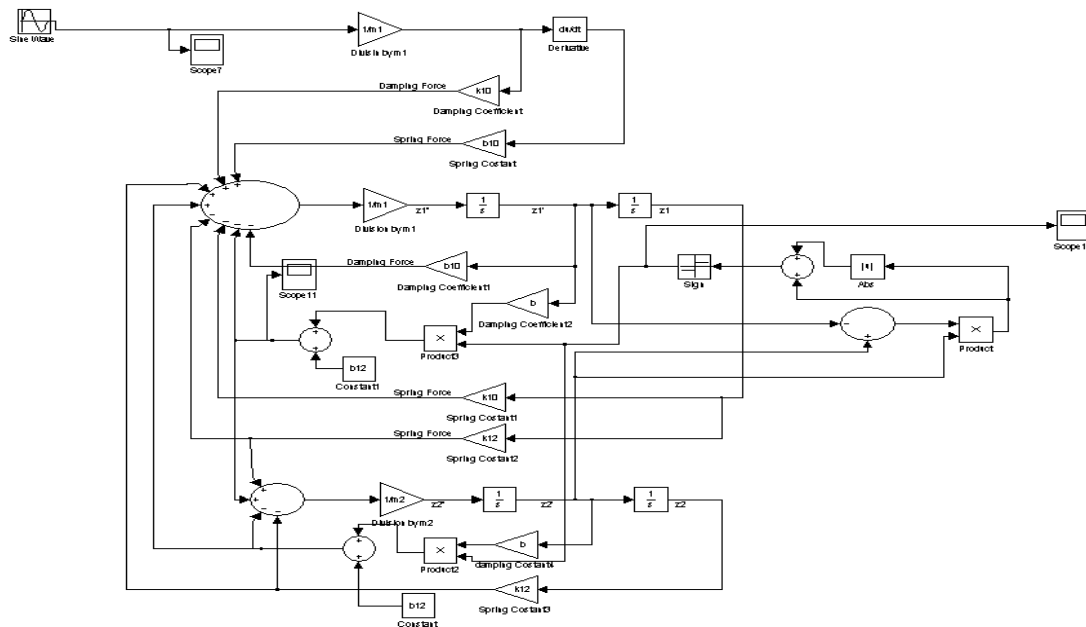 Sine Wave
Scope7
1/m1
Division by m1
du/dt
Derivative
Damping Force
k10
Damping Coefficient
Spring Force
b10
Spring Costant
+
+
+
+
-
-
-
-
1/m1
Division by m1
z1"
1
s
z1'
1
s
z1
Scope1
Damping Force
b10
Damping Coefficient1
Scope11
b
Damping Coefficient2
Sign
+
+
|u|
Abs
-
+
×
Product
+
+
×
Product3
b12
Constant1
Spring Force
k10
Spring Costant1
Spring Force
k12
Spring Costant2
+
+
-
-
1/m2
Division by m2
z2"
1
s
z2'
1
s
z2
+
+
×
Product2
b
damping Costant4
k12
Spring Costant3
b12
Constant